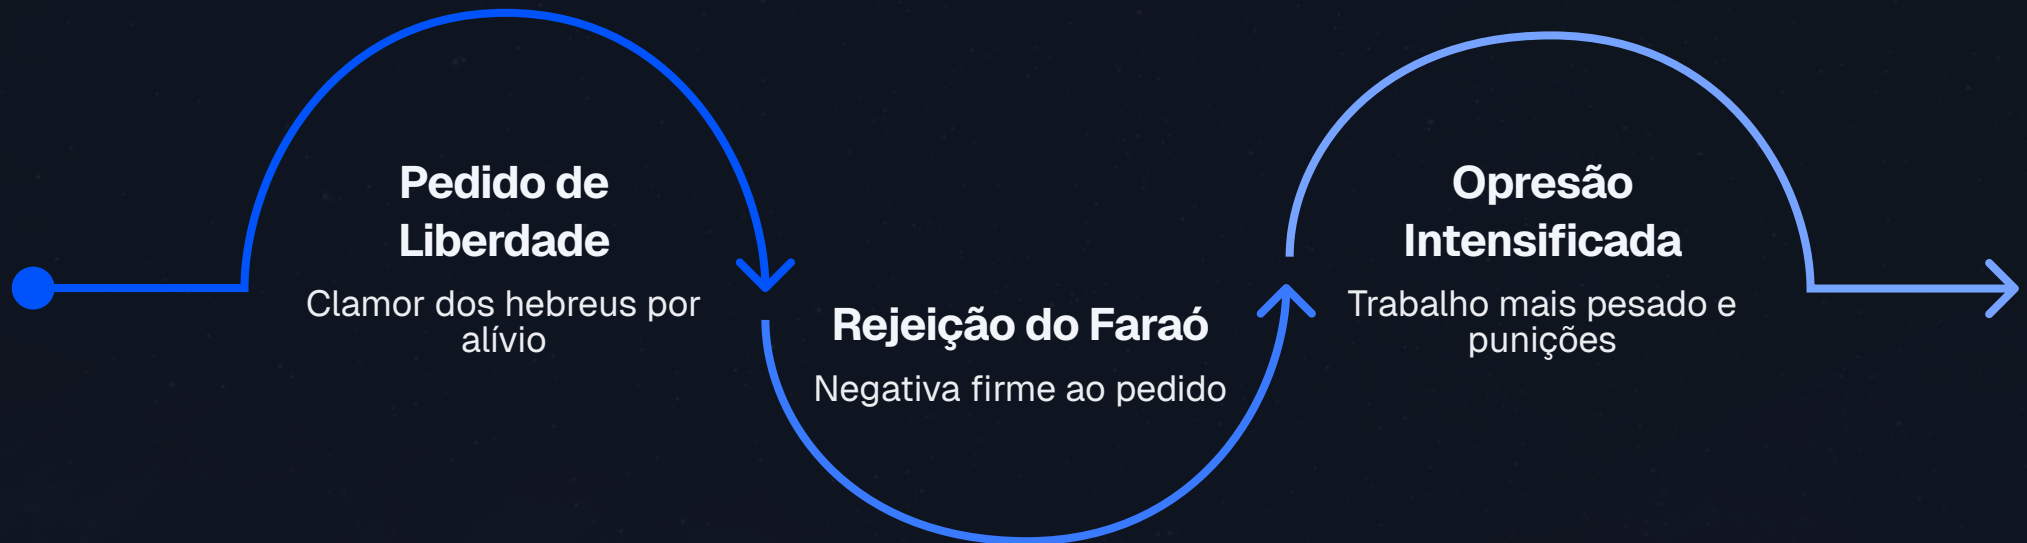 Pedido de
Liberdade
Clamor dos hebreus por
alívio
Rejeição do Faraó
Negativa firme ao pedido
Opresão
Intensificada
Trabalho mais pesado e
punições